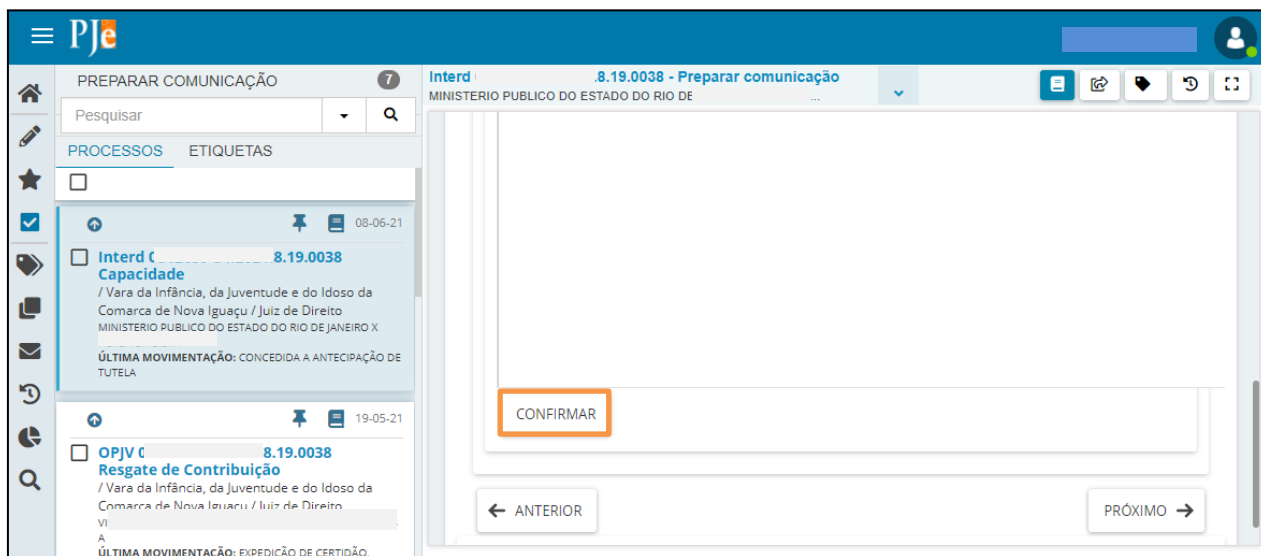 PJe
PREPARAR COMUNICAÇÃO 7
Pesquisar
PROCESSOS ETIQUETAS
08-06-21
Interd 8.19.0038
Capacidade
/ Vara da Infância, da Juventude e do Idoso da
Comarca de Nova Iguaçu / Juiz de Direito
MINISTERIO PUBLICO DO ESTADO DO RIO DE JANEIRO X
ÚLTIMA MOVIMENTAÇÃO: CONCEDIDA A ANTECIPAÇÃO DE
TUTELA
19-05-21
OPJV 8.19.0038
Resgate de Contribuição
/ Vara da Infância, da Juventude e do Idoso da
Comarca de Nova Iguaçu / Juiz de Direito
A
ÚLTIMA MOVIMENTAÇÃO: EXPEDIÇÃO DE CERTIDÃO.
Interd .8.19.0038 - Preparar comunicação
MINISTERIO PUBLICO DO ESTADO DO RIO DE ...
CONFIRMAR
← ANTERIOR
PRÓXIMO →